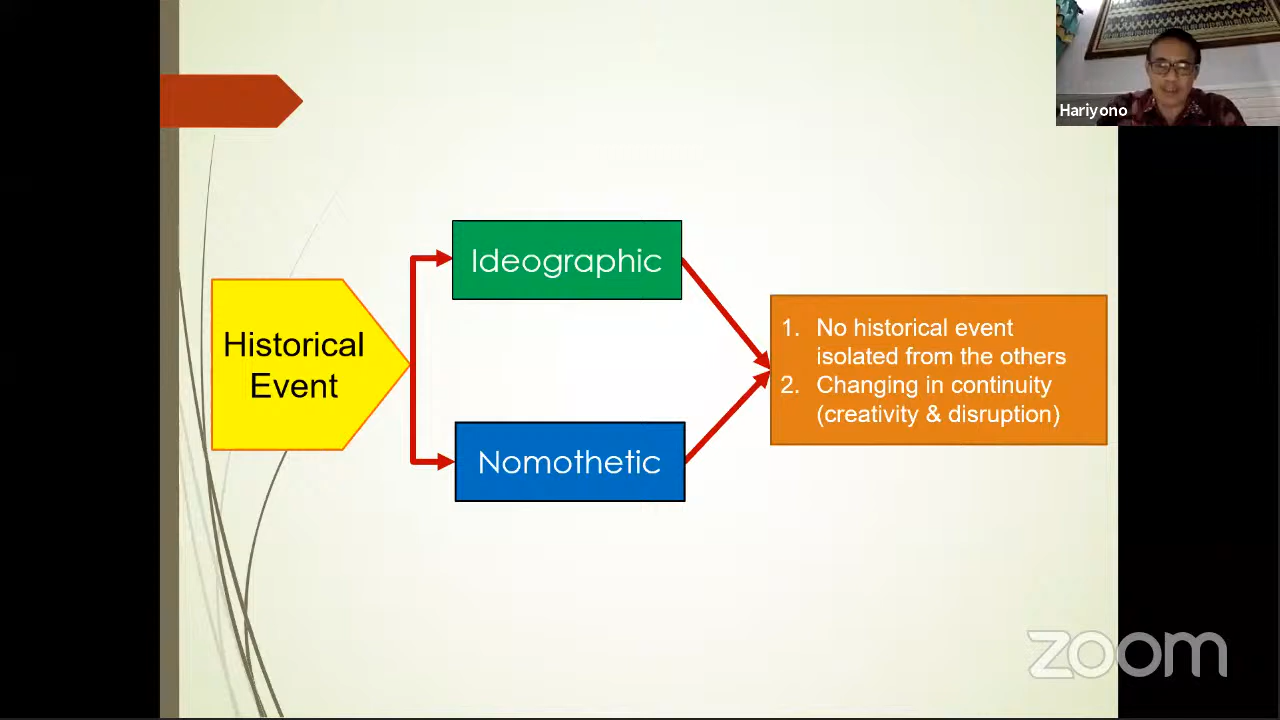 Hariyono
Historical
Event
Ideographic
Nomothetic
1. No historical event
isolated from the others
2. Changing in continuity
(creativity & disruption)
zoom